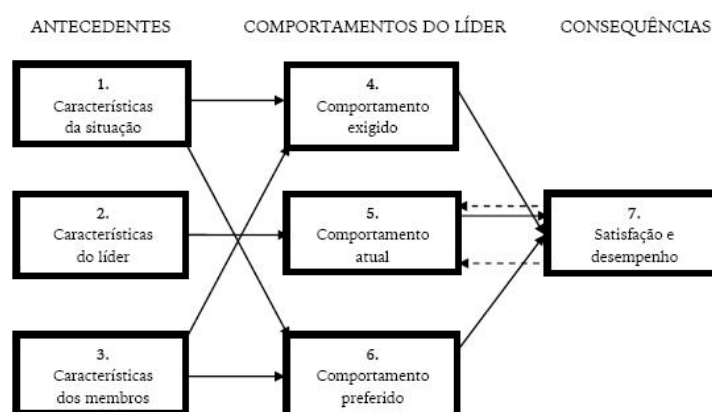 ANTECEDENTES COMPORTAMENTOS DO LÍDER CONSEQUÊNCIAS
1.
Características
da situação
4.
Comportamento
exigido
2.
Características
do líder
5.
Comportamento
atual
7.
Satisfação e
desempenho
3.
Características
dos membros
6.
Comportamento
preferido